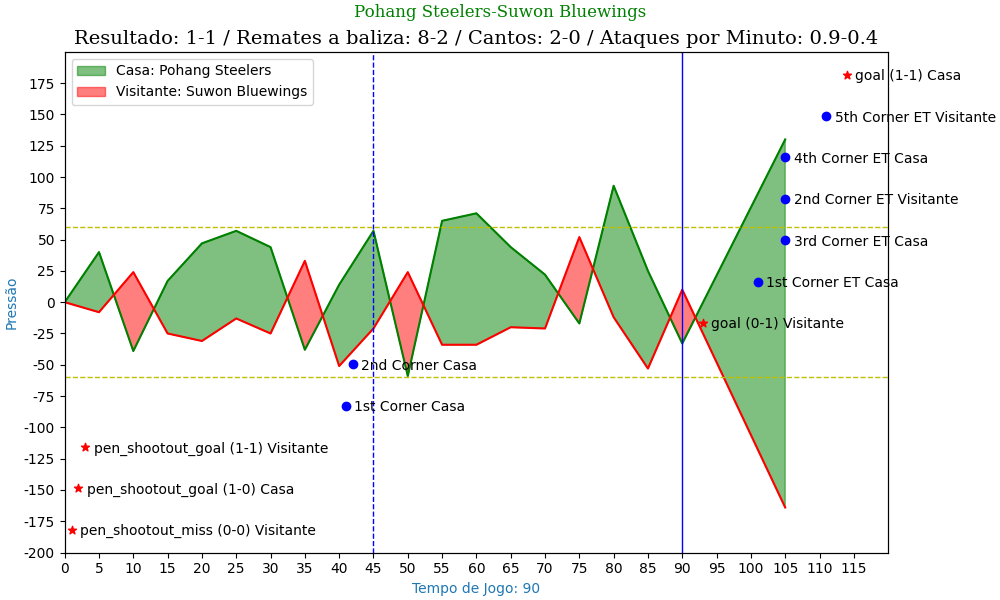 Pohang Steelers-Suwon Bluewings
Resultado: 1-1 / Remates a baliza: 8-2 / Cantos: 2-0 / Ataques por Minuto: 0.9-0.4
Casa: Pohang Steelers
Visitante: Suwon Bluewings
goal (1-1) Casa
5th Corner ET Visitante
4th Corner ET Casa
2nd Corner ET Visitante
3rd Corner ET Casa
1st Corner ET Casa
goal (0-1) Visitante
2nd Corner Casa
1st Corner Casa
pen_shootout_goal (1-1) Visitante
pen_shootout_goal (1-0) Casa
pen_shootout_miss (0-0) Visitante
Pressão
175
150
125
100
75
50
25
0
-25
-50
-75
-100
-125
-150
-175
-200
0 5 10 15 20 25 30 35 40 45 50 55 60 65 70 75 80 85 90 95 100 105 110 115
Tempo de Jogo: 90